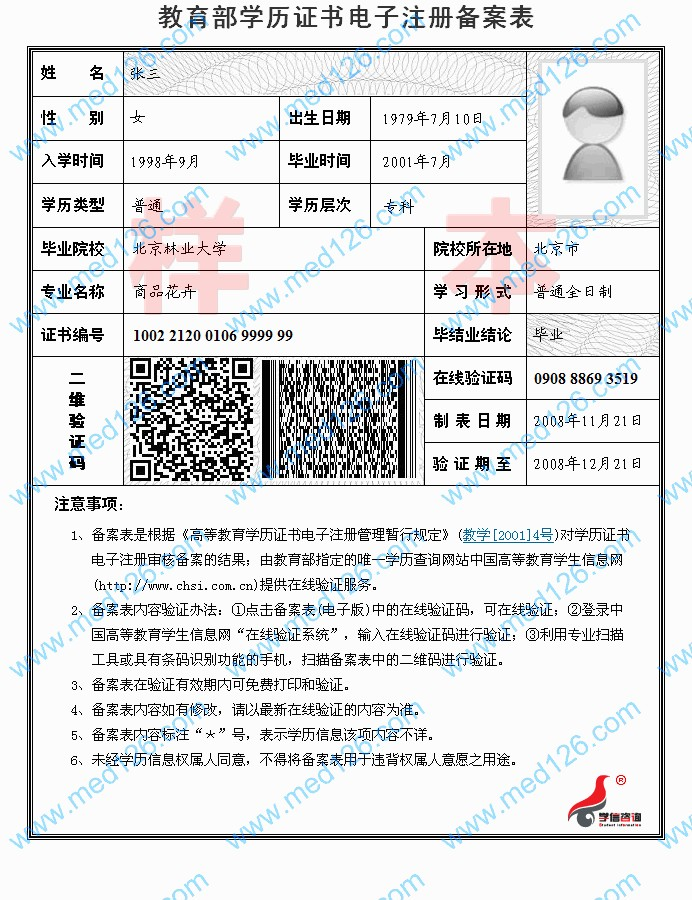 教育部学历证书电子注册备案表
姓 名 张三
性 别 女 出生日期 1979年7月10日
入学时间 1998年9月 毕业时间 2001年7月
学历类型 普通 学历层次 专科
毕业院校 北京林业大学 院校所在地 北京市
专业名称 商品花卉 学习形式 普通全日制
样本
证书编号 1002 2120 0106 9999 99 毕结业结论 毕业
二维验证码 在线验证码 0908 8869 3519
制表日期 2008年11月21日
验证期至 2008年12月21日
注意事项：
1、备案表是根据《高等教育学历证书电子注册管理暂行规定》(教学[2001]4号)对学历证书
电子注册审核备案的结果；由教育部指定的唯一学历查询网站中国高等教育学生信息网
(http://www.chsi.com.cn)提供在线验证服务。
2、备案表内容验证办法：①点击备案表(电子版)中的在线验证码，可在线验证；②登录中
国高等教育学生信息网“在线验证系统”，输入在线验证码进行验证；③利用专业扫描
工具或具有条码识别功能的手机，扫描备案表中的二维码进行验证。
3、备案表在验证有效期内可免费打印和验证。
4、备案表内容如有修改，请以最新在线验证的内容为准。
5、备案表内容标注“＊”号，表示学历信息该项内容不详。
6、未经学历信息权属人同意，不得将备案表用于违背权属人意愿之用途。
®
学信咨询
Student Information
www.med126.com